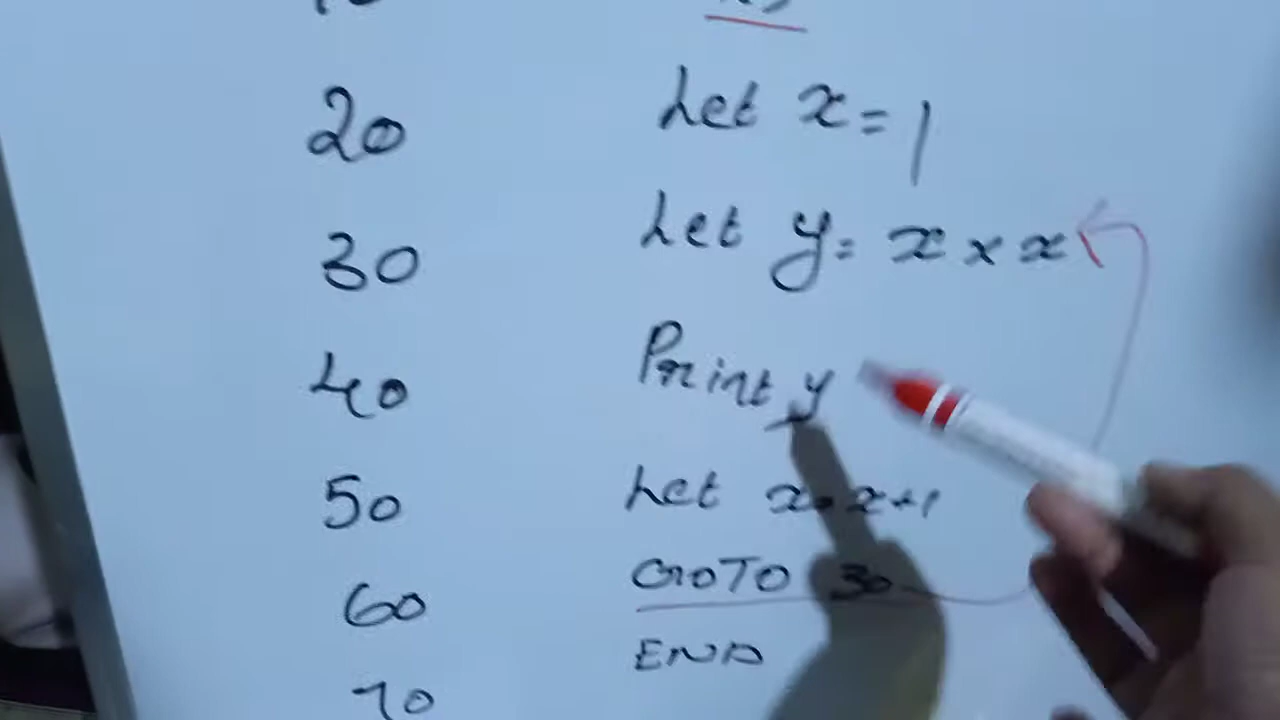 20 Let x = 1
30 Let y = x × x
40 Print y
50 Let x = x+1
60 GOTO 30
70 END